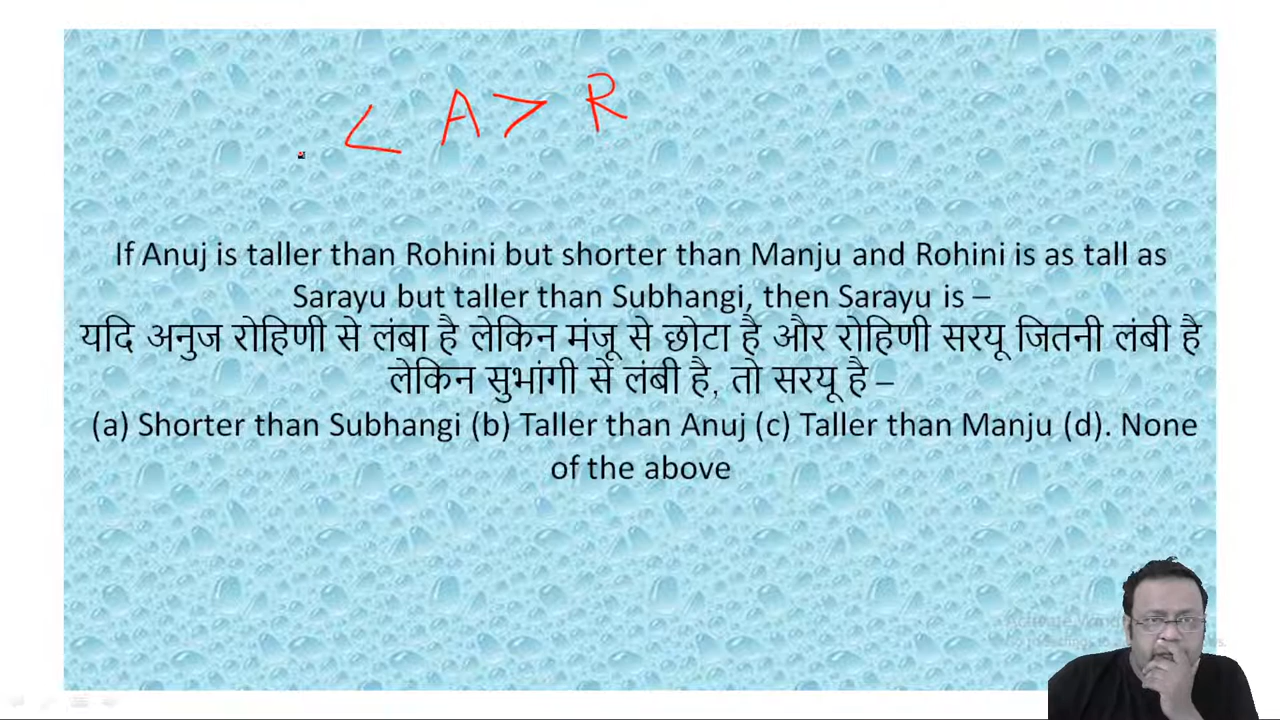 < A > R
If Anuj is taller than Rohini but shorter than Manju and Rohini is as tall as
Sarayu but taller than Subhangi, then Sarayu is –
यदि अनुज रोहिणी से लंबा है लेकिन मंजू से छोटा है और रोहिणी सरयू जितनी लंबी है
लेकिन सुभांगी से लंबी है, तो सरयू है –
(a) Shorter than Subhangi (b) Taller than Anuj (c) Taller than Manju (d). None
of the above